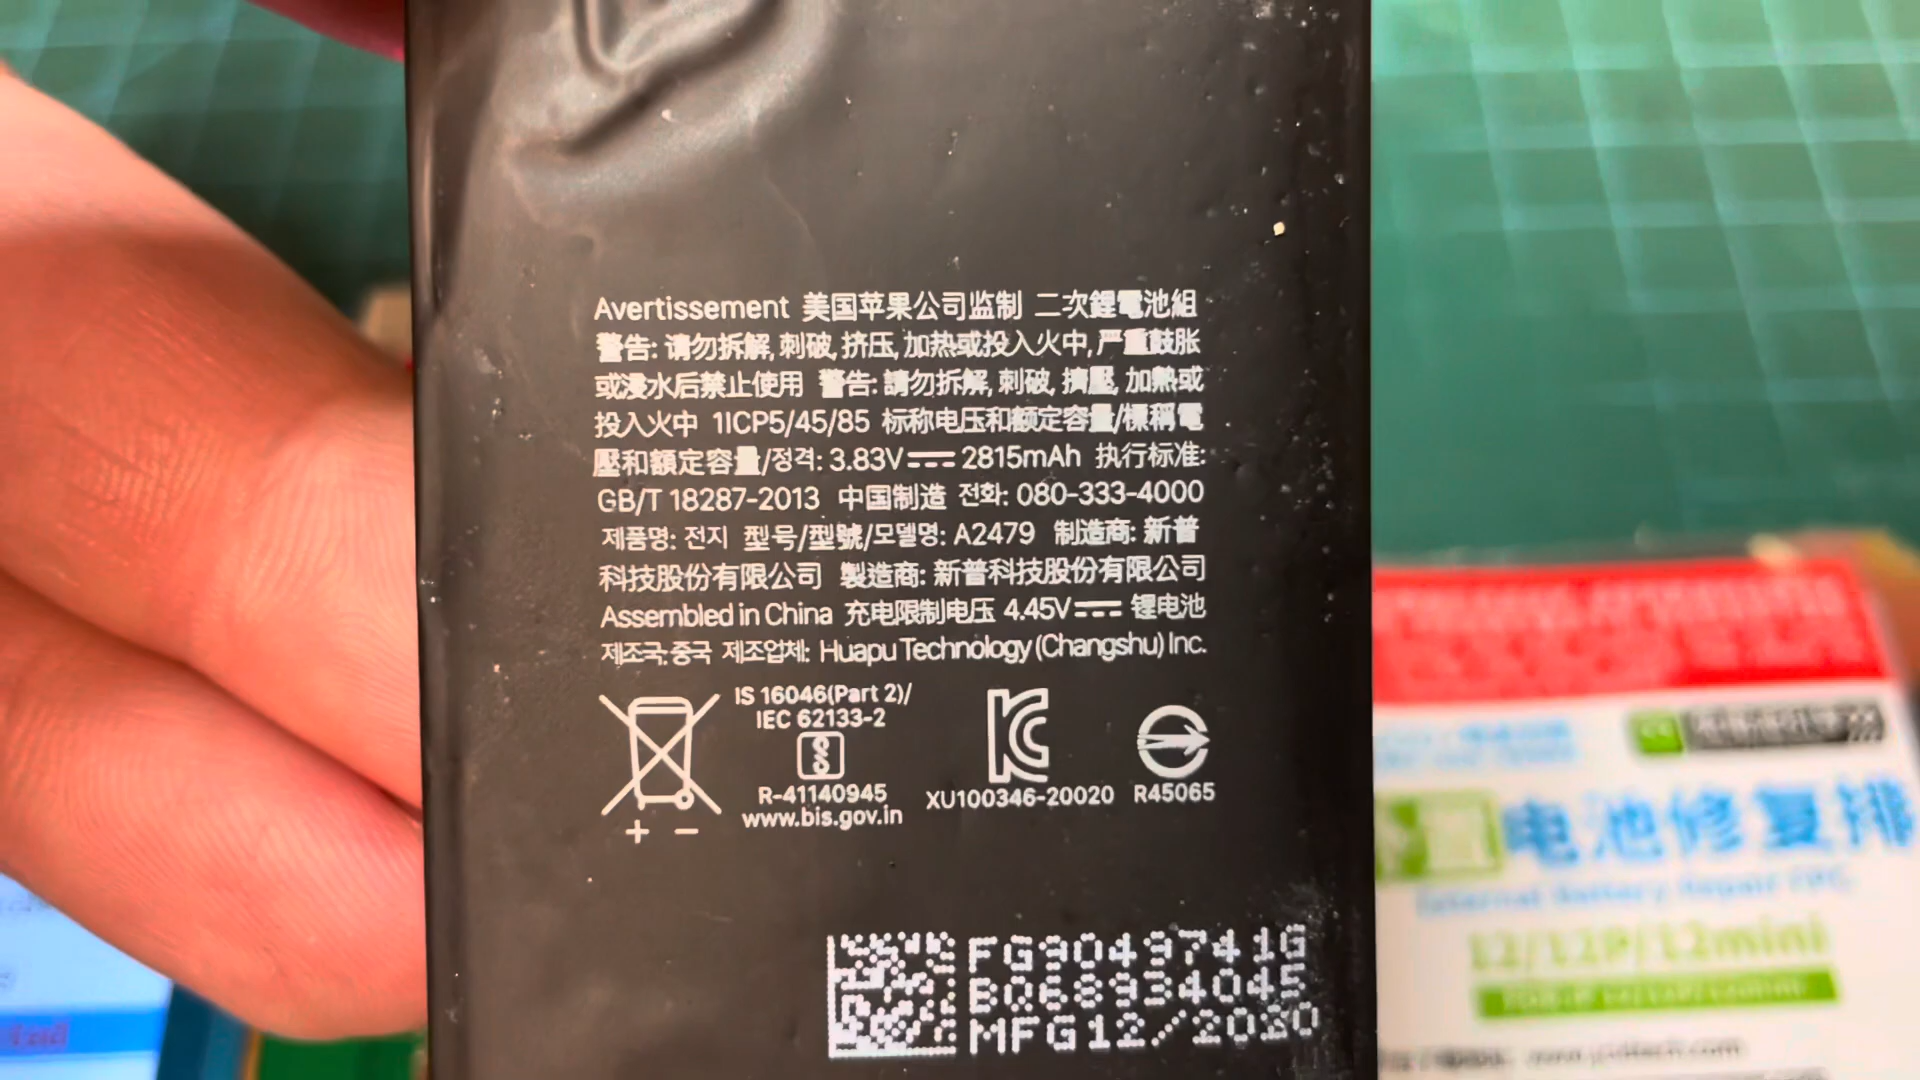 Avertissement 美国苹果公司监制 二次鋰電池組
警告: 请勿拆解, 刺破, 挤压, 加热或投入火中, 严重鼓胀
或浸水后禁止使用 警告: 請勿拆解, 刺破, 擠壓, 加熱或
投入火中 1ICP5/45/85 标称电压和额定容量/標稱電
壓和額定容量/정격: 3.83V⎓2815mAh 执行标准:
GB/T 18287-2013 中国制造 전화: 080-333-4000
제품명: 전지 型号/型號/모델명: A2479 制造商: 新普
科技股份有限公司 製造商: 新普科技股份有限公司
Assembled in China 充电限制电压 4.45V⎓ 锂电池
제조국: 중국 제조업체: Huapu Technology (Changshu) Inc.
IS 16046(Part 2)/
IEC 62133-2
R-41140945
www.bis.gov.in
XU100346-20020
R45065
+ −
FG9049741G
BQ68934045
MFG12/2020
电池修复排
External Battery Repair FPC
12/12P/12mini